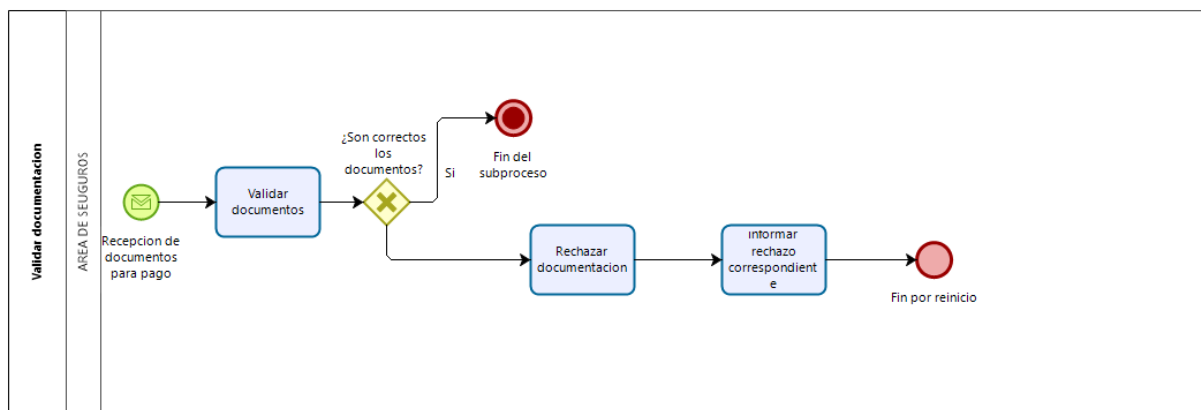 Validar documentacion
AREA DE SEUGUROS
Recepcion de
documentos
para pago
Validar
documentos
¿Son correctos
los
documentos?
Si
Fin del
subproceso
Rechazar
documentacion
Informar
rechazo
correspondient
e
Fin por reinicio